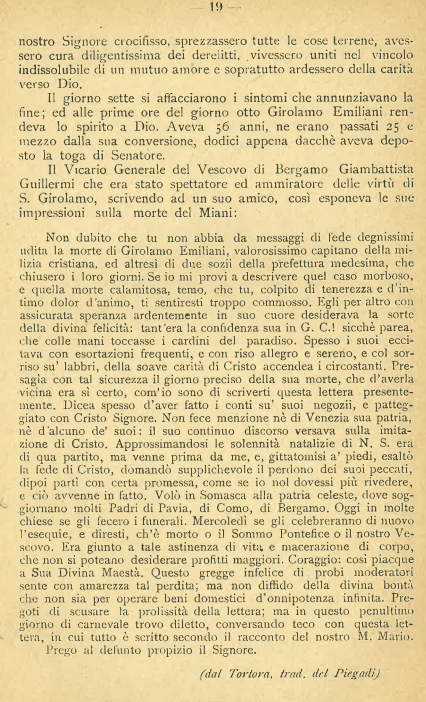 — 19 —
nostro Signore crocifisso, sprezzassero tutte le cose terrene, aves-
sero cura diligentissima dei derelitti, vivessero uniti nel vincolo
indissolubile di un mutuo amore e sopratutto ardessero della carità
verso Dio.
Il giorno sette si affacciarono i sintomi che annunziavano la
fine; ed alle prime ore del giorno otto Girolamo Emiliani ren-
deva lo spirito a Dio. Aveva 56 anni, ne erano passati 25 e
mezzo dalla sua conversione, dodici appena dacchè aveva depo-
sto la toga di Senatore.
Il Vicario Generale del Vescovo di Bergamo Giambattista
Guillermi che era stato spettatore ed ammiratore delle virtù di
S. Girolamo, scrivendo ad un suo amico, così esponeva le sue
impressioni sulla morte del Miani:
Non dubito che tu non abbia da messaggi di fede degnissimi
udita la morte di Girolamo Emiliani, valorosissimo capitano della mi-
lizia cristiana, ed altresì di due sozii della prefettura medesima, che
chiusero i loro giorni. Se io mi provi a descrivere quel caso morboso,
e quella morte calamitosa, temo, che tu, colpito di tenerezza e d'in-
timo dolor d'animo, ti sentiresti troppo commosso. Egli per altro con
assicurata speranza ardentemente in suo cuore desiderava la sorte
della divina felicità: tant'era la confidenza sua in G. C.! sicchè parea,
che colle mani toccasse i cardini del paradiso. Spesso i suoi ecci-
tava con esortazioni frequenti, e con riso allegro e sereno, e col sor-
riso su' labbri, della soave carità di Cristo accendea i circostanti. Pre-
sagia con tal sicurezza il giorno preciso della sua morte, che d'averla
vicina era sì certo, com'io sono di scriverti questa lettera presente-
mente. Dicea spesso d'aver fatto i conti su' suoi negozii, e patteg-
giato con Cristo Signore. Non fece menzione nè di Venezia sua patria,
nè d'alcuno de' suoi: il suo continuo discorso versava sulla imita-
zione di Cristo. Approssimandosi le solennità natalizie di N. S. era
di qua partito, ma venne prima da me, e, gittatomisi a' piedi, esaltò
la fede di Cristo, domandò supplichevole il perdono dei suoi peccati,
dipoi partì con certa promessa, come se io nol dovessi più rivedere,
e ciò avvenne in fatto. Volò in Somasca alla patria celeste, dove sog-
giornano molti Padri di Pavia, di Como, di Bergamo. Oggi in molte
chiese se gli fecero i funerali. Mercoledì se gli celebreranno di nuovo
l'esequie, e diresti, ch'è morto o il Sommo Pontefice o il nostro Ve-
scovo. Era giunto a tale astinenza di vita e macerazione di corpo,
che non si poteano desiderare profitti maggiori. Coraggio: così piacque
a Sua Divina Maestà. Questo gregge infelice di probi moderatori
sente con amarezza tal perdita; ma non diffido della divina bontà
che non sia per operare beni domestici d'onnipotenza infinita. Pre-
goti di scusare la prolissità della lettera; ma in questo penultimo
giorno di carnevale trovo diletto, conversando teco con questa let-
tera, in cui tutto è scritto secondo il racconto del nostro M. Mario.
Prego al defunto propizio il Signore.
(dal Tortora, trad. del Piegadi)